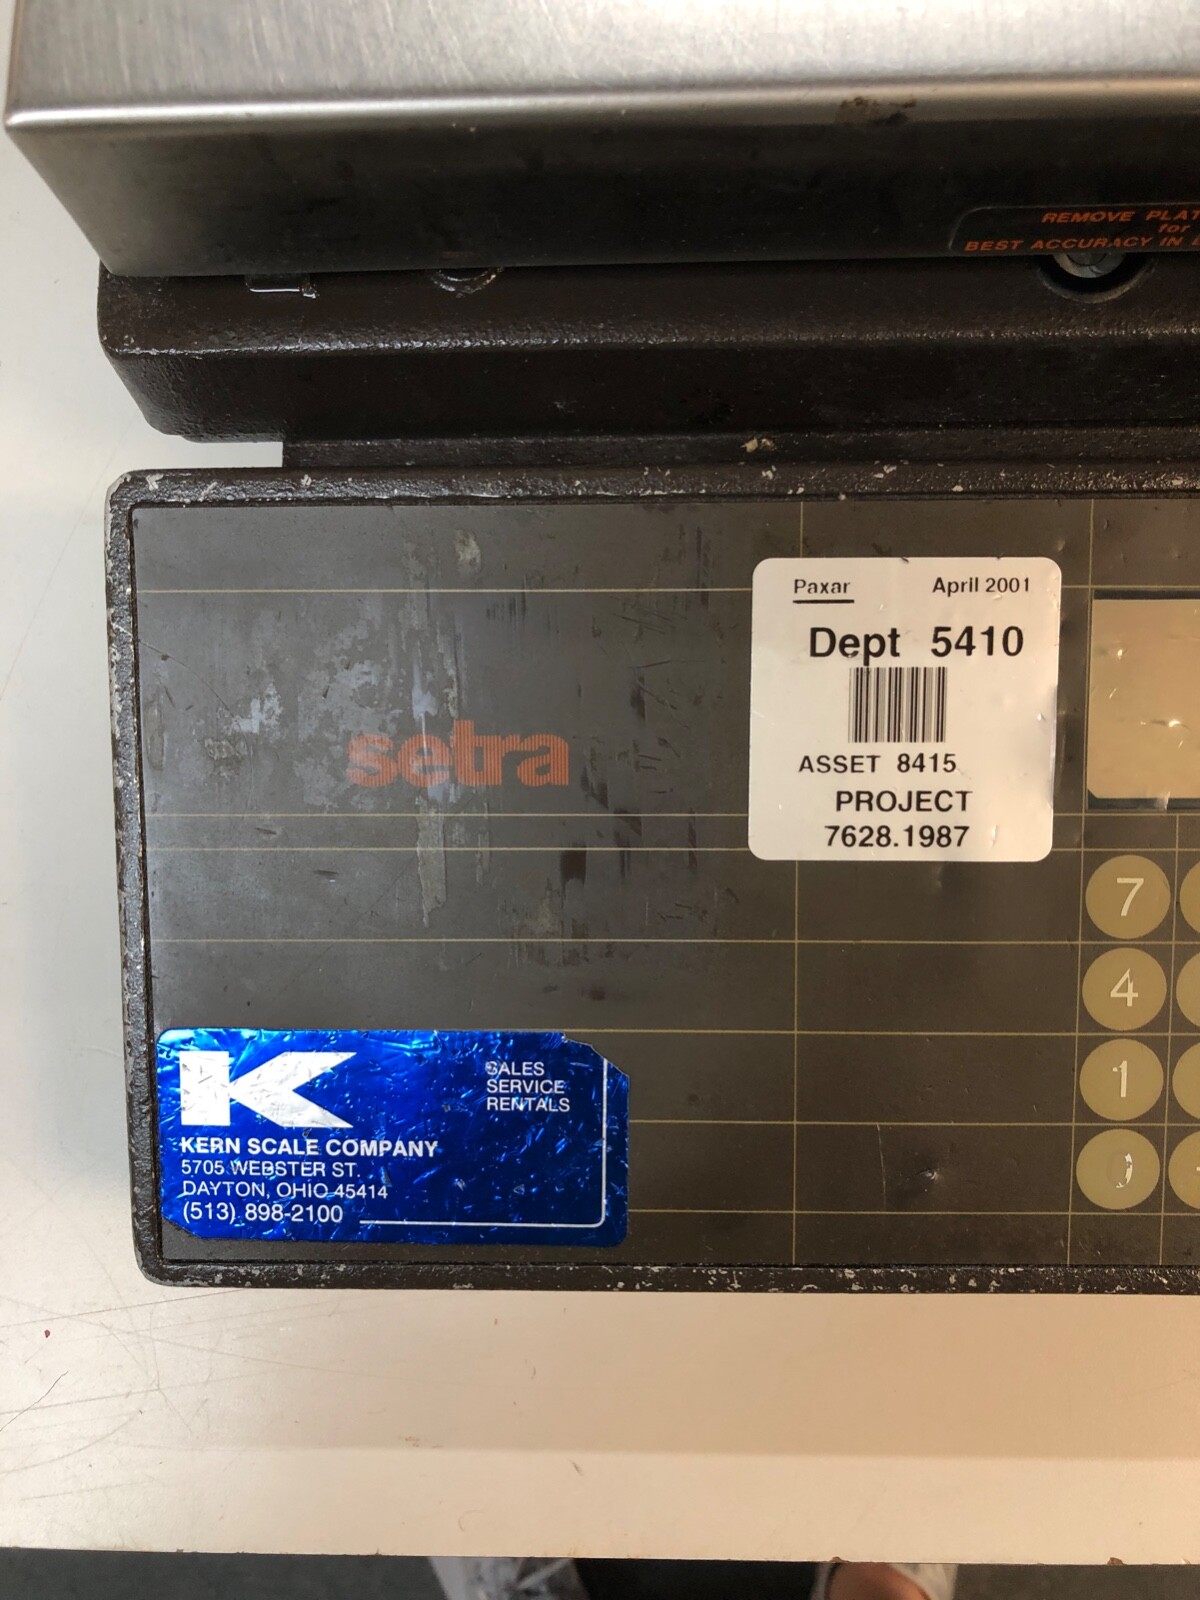 REMOVE
for
BEST ACCURACY IN
setra
Paxar April 2001
Dept 5410
ASSET 8415
PROJECT
7628.1987
7
4
1
K
SALES
SERVICE
RENTALS
KERN SCALE COMPANY
5705 WEBSTER ST.
DAYTON, OHIO 45414
(513) 898-2100